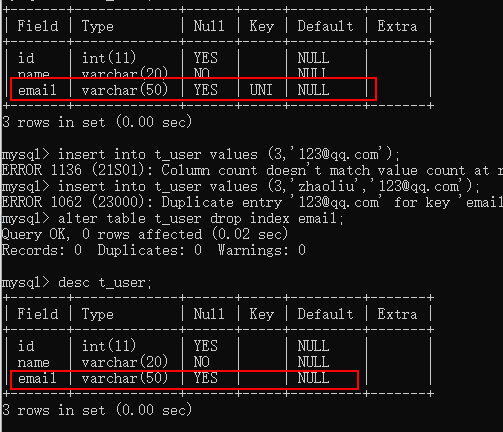 +-------+-------------+------+-----+---------+-------+
| Field | Type        | Null | Key | Default | Extra |
+-------+-------------+------+-----+---------+-------+
| id    | int(11)     | YES  |     | NULL    |       |
| name  | varchar(20) | NO   |     | NULL    |       |
| email | varchar(50) | YES  | UNI | NULL    |       |
+-------+-------------+------+-----+---------+-------+
3 rows in set (0.00 sec)
mysql> insert into t_user values (3,'123@qq.com');
ERROR 1136 (21S01): Column count doesn't match value count at r
mysql> insert into t_user values (3,'zhaoliu','123@qq.com');
ERROR 1062 (23000): Duplicate entry '123@qq.com' for key 'email
mysql> alter table t_user drop index email;
Query OK, 0 rows affected (0.02 sec)
Records: 0  Duplicates: 0  Warnings: 0
mysql> desc t_user;
+-------+-------------+------+-----+---------+-------+
| Field | Type        | Null | Key | Default | Extra |
+-------+-------------+------+-----+---------+-------+
| id    | int(11)     | YES  |     | NULL    |       |
| name  | varchar(20) | NO   |     | NULL    |       |
| email | varchar(50) | YES  |     | NULL    |       |
+-------+-------------+------+-----+---------+-------+
3 rows in set (0.00 sec)